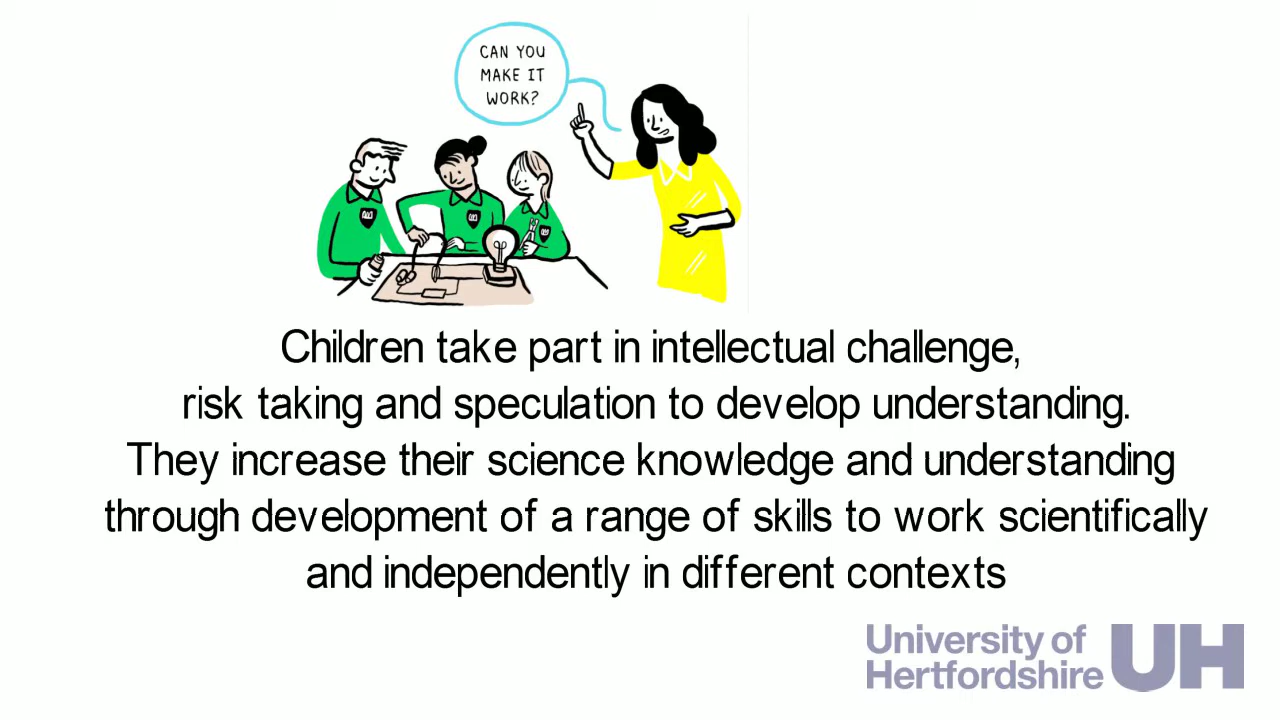 CAN YOU
MAKE IT
WORK?
Children take part in intellectual challenge,
risk taking and speculation to develop understanding.
They increase their science knowledge and understanding
through development of a range of skills to work scientifically
and independently in different contexts
University of
Hertfordshire
UH